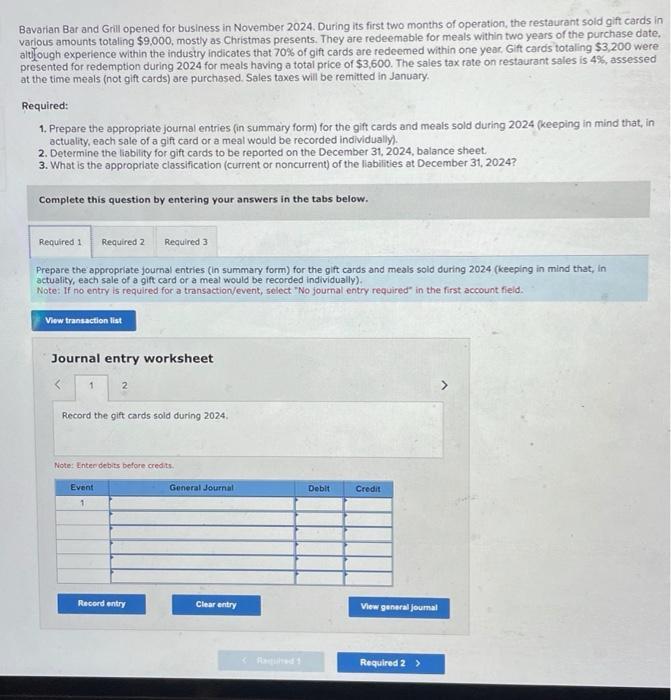 Bavarian Bar and Grill opened for business in November 2024. During its first two months of operation, the restaurant sold gift cards in
various amounts totaling $9,000, mostly as Christmas presents. They are redeemable for meals within two years of the purchase date,
although experience within the industry indicates that 70% of gift cards are redeemed within one year. Gift cards totaling $3,200 were
presented for redemption during 2024 for meals having a total price of $3,600. The sales tax rate on restaurant sales is 4%, assessed
at the time meals (not gift cards) are purchased. Sales taxes will be remitted in January.
Required:
1. Prepare the appropriate journal entries (in summary form) for the gift cards and meals sold during 2024 (keeping in mind that, in
actuality, each sale of a gift card or a meal would be recorded individually).
2. Determine the liability for gift cards to be reported on the December 31, 2024, balance sheet.
3. What is the appropriate classification (current or noncurrent) of the liabilities at December 31, 2024?
Complete this question by entering your answers in the tabs below.
Required 1 Required 2 Required 3
Prepare the appropriate journal entries (in summary form) for the gift cards and meals sold during 2024 (keeping in mind that, in
actuality, each sale of a gift card or a meal would be recorded individually).
Note: If no entry is required for a transaction/event, select "No journal entry required" in the first account field.
View transaction list
Journal entry worksheet
< 1 2 >
Record the gift cards sold during 2024.
Note: Enter debits before credits.
Event General Journal Debit Credit
1
Record entry Clear entry View general journal
< Required 1 Required 2 >